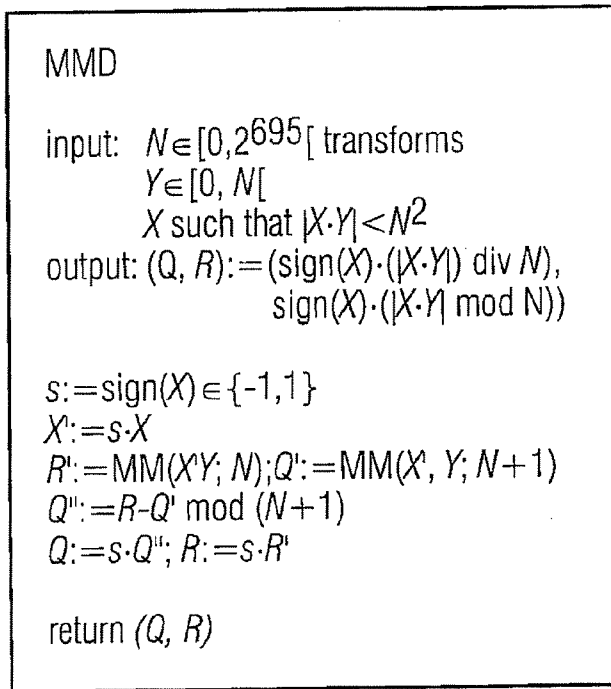 MMD
input: N∈[0,2^695[ transforms
Y∈[0, N[
X such that |X·Y|<N^2
output: (Q, R):=(sign(X)·(|X·Y|) div N),
sign(X)·(|X·Y| mod N))
s:=sign(X)∈{-1,1}
X':=s·X
R':=MM(X'Y; N);Q':=MM(X', Y; N+1)
Q'':=R-Q' mod (N+1)
Q:=s·Q''; R:=s·R'
return (Q, R)